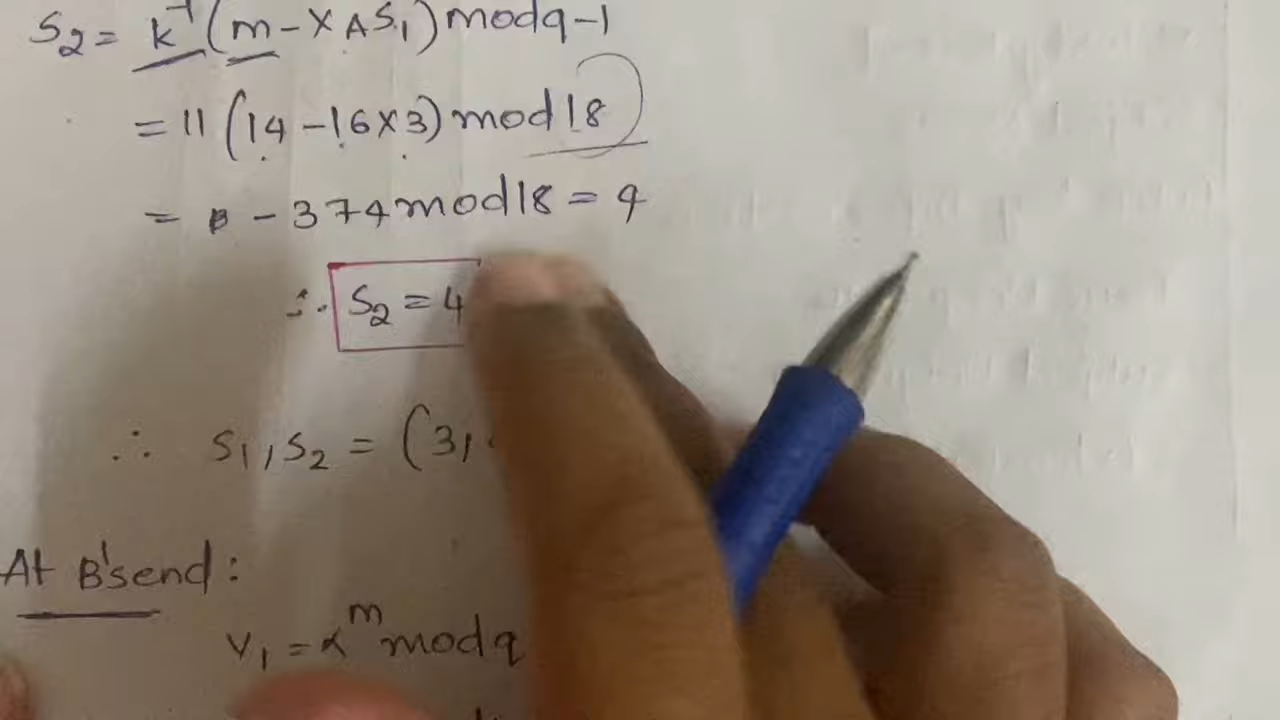 S₂ = k⁻¹ (m - X A S₁) mod q - 1
= 11 (14 - 16 × 3) mod 18
= - 374 mod 18 = 4
∴ S₂ = 4
∴ S₁, S₂ = (3,
At B's end:
V₁ = α^m mod q